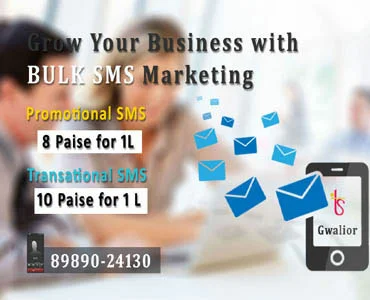 Grow Your Business with
BULK SMS Marketing
Promotional SMS
8 Paise for 1L
Transational SMS
10 Paise for 1 L
ts
Gwalior
89890-24130